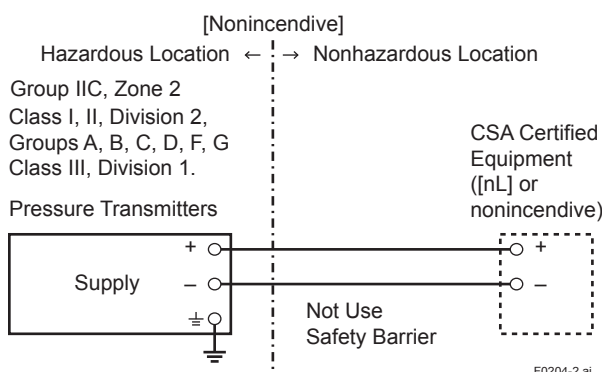 [Nonincendive]
Hazardous Location ← → Nonhazardous Location
Group IIC, Zone 2
Class I, II, Division 2,
Groups A, B, C, D, F, G
Class III, Division 1.
CSA Certified
Equipment
([nL] or
nonincendive)
Pressure Transmitters
+
+
Supply
–
–
Not Use
Safety Barrier
F0204-2.ai